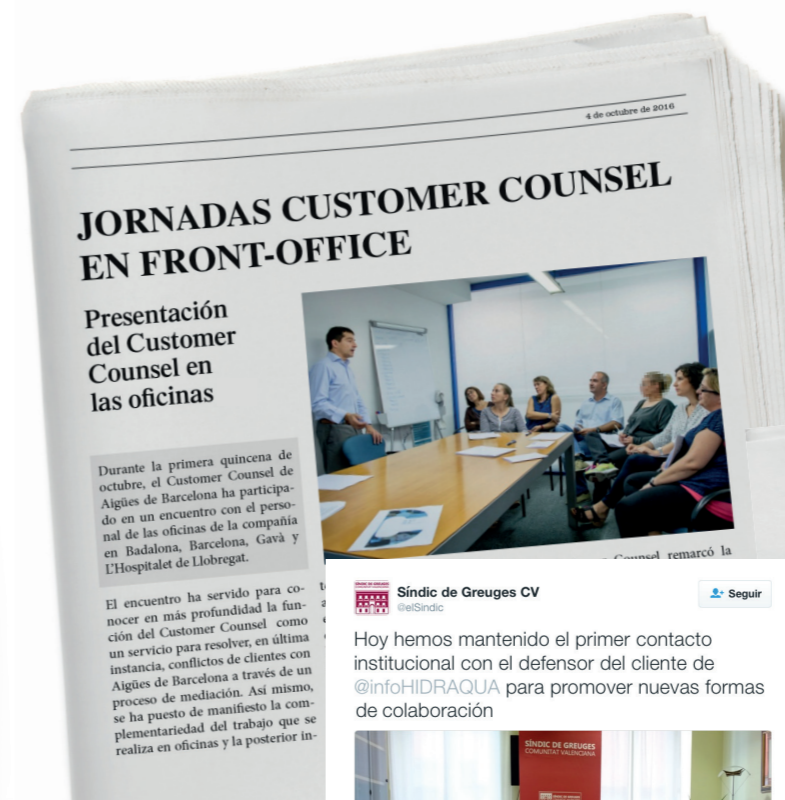 4 de octubre de 2016
JORNADAS CUSTOMER COUNSEL
EN FRONT-OFFICE
Presentación
del Customer
Counsel en
las oficinas
Durante la primera quincena de
octubre, el Customer Counsel de
Aigües de Barcelona ha participa-
do en un encuentro con el perso-
nal de las oficinas de la compañía
en Badalona, Barcelona, Gavà y
L'Hospitalet de Llobregat.
El encuentro ha servido para co-
nocer en más profundidad la fun-
ción del Customer Counsel como
un servicio para resolver, en última
instancia, conflictos de clientes con
Aigües de Barcelona a través de un
proceso de mediación. Así mismo,
se ha puesto de manifiesto la com-
plementariedad del trabajo que se
realiza en oficinas y la posterior in-
Counsel remarcó la
SÍNDIC DE GREUGES
Síndic de Greuges CV
@elSindic
Seguir
Hoy hemos mantenido el primer contacto
institucional con el defensor del cliente de
@infoHIDRAQUA para promover nuevas formas
de colaboración
SÍNDIC DE GREUGES
COMUNITAT VALENCIANA